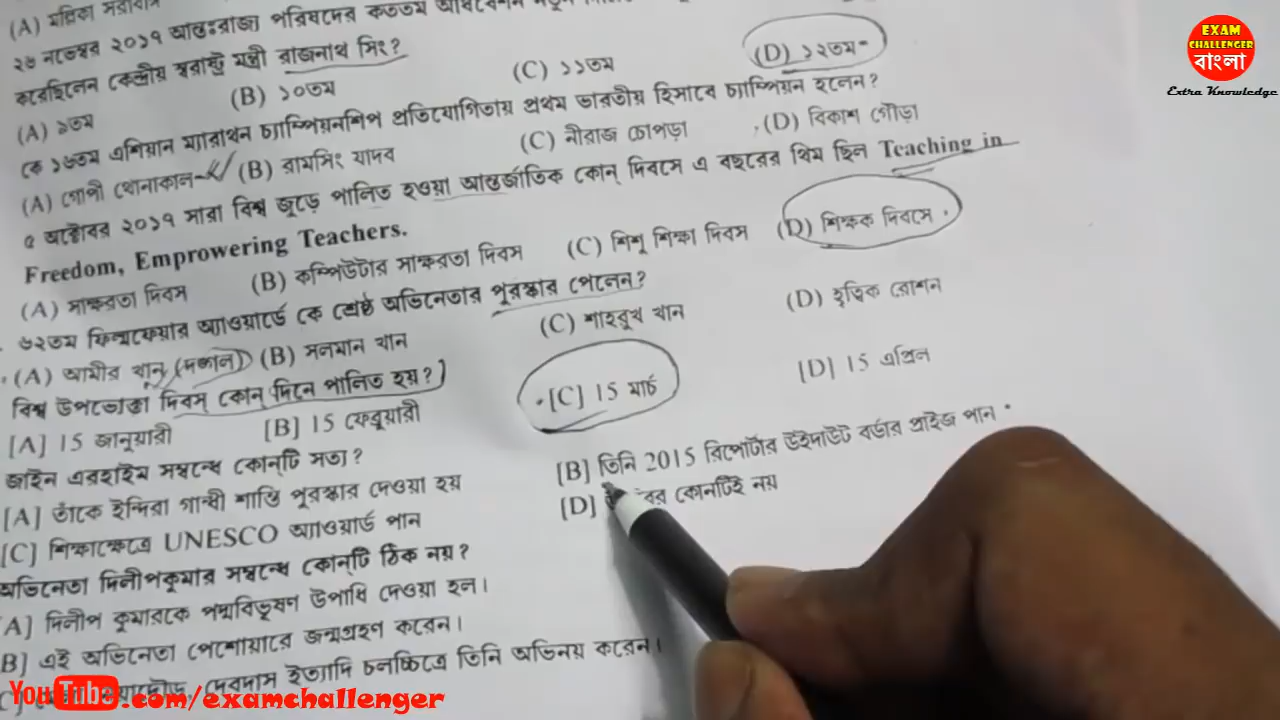 (A) মল্লিকা সারাভাই
২৬ নভেম্বর ২০১৭ আন্তঃরাজ্য পরিষদের কততম অধিবেশন
করেছিলেন কেন্দ্রীয় স্বরাষ্ট্র মন্ত্রী রাজনাথ সিং?
(A) ৯তম (B) ১০তম (C) ১১তম (D) ১২তম
কে ১৬তম এশিয়ান ম্যারাথন চ্যাম্পিয়নশিপ প্রতিযোগিতায় প্রথম ভারতীয় হিসাবে চ্যাম্পিয়ন হলেন?
(A) গোপী থোনাকাল (B) রামসিং যাদব (C) নীরাজ চোপড়া (D) বিকাশ গৌড়া
৫ অক্টোবর ২০১৭ সারা বিশ্ব জুড়ে পালিত হওয়া আন্তর্জাতিক কোন্ দিবসে এ বছরের থিম ছিল Teaching in
Freedom, Emprowering Teachers.
(A) সাক্ষরতা দিবস (B) কম্পিউটার সাক্ষরতা দিবস (C) শিশু শিক্ষা দিবস (D) শিক্ষক দিবসে
৬২তম ফিল্মফেয়ার অ্যাওয়ার্ডে কে শ্রেষ্ঠ অভিনেতার পুরস্কার পেলেন?
(A) আমীর খান (দঙ্গাল) (B) সলমান খান (C) শাহরুখ খান (D) হৃত্বিক রোশন
বিশ্ব উপভোক্তা দিবস্ কোন্ দিনে পালিত হয়?
[A] 15 জানুয়ারী [B] 15 ফেব্রুয়ারী [C] 15 মার্চ [D] 15 এপ্রিল
জাইন এরহাইম সম্বন্ধে কোন্‌টি সত্য?
[A] তাঁকে ইন্দিরা গান্ধী শান্তি পুরস্কার দেওয়া হয় [B] তিনি 2015 রিপোর্টার উইদাউট বর্ডার প্রাইজ পান
[C] শিক্ষাক্ষেত্রে UNESCO অ্যাওয়ার্ড পান [D] কোনটিই নয়
অভিনেতা দিলীপকুমার সম্বন্ধে কোন্‌টি ঠিক নয়?
A] দিলীপ কুমারকে পদ্মবিভূষণ উপাধি দেওয়া হল।
B] এই অভিনেতা পেশোয়ারে জন্মগ্রহণ করেন।
দেবদাস ইত্যাদি চলচ্চিত্রে তিনি অভিনয় করেন।
EXAM
CHALLENGER
বাংলা
Extra Knowledge
YouTube.com/examchallenger